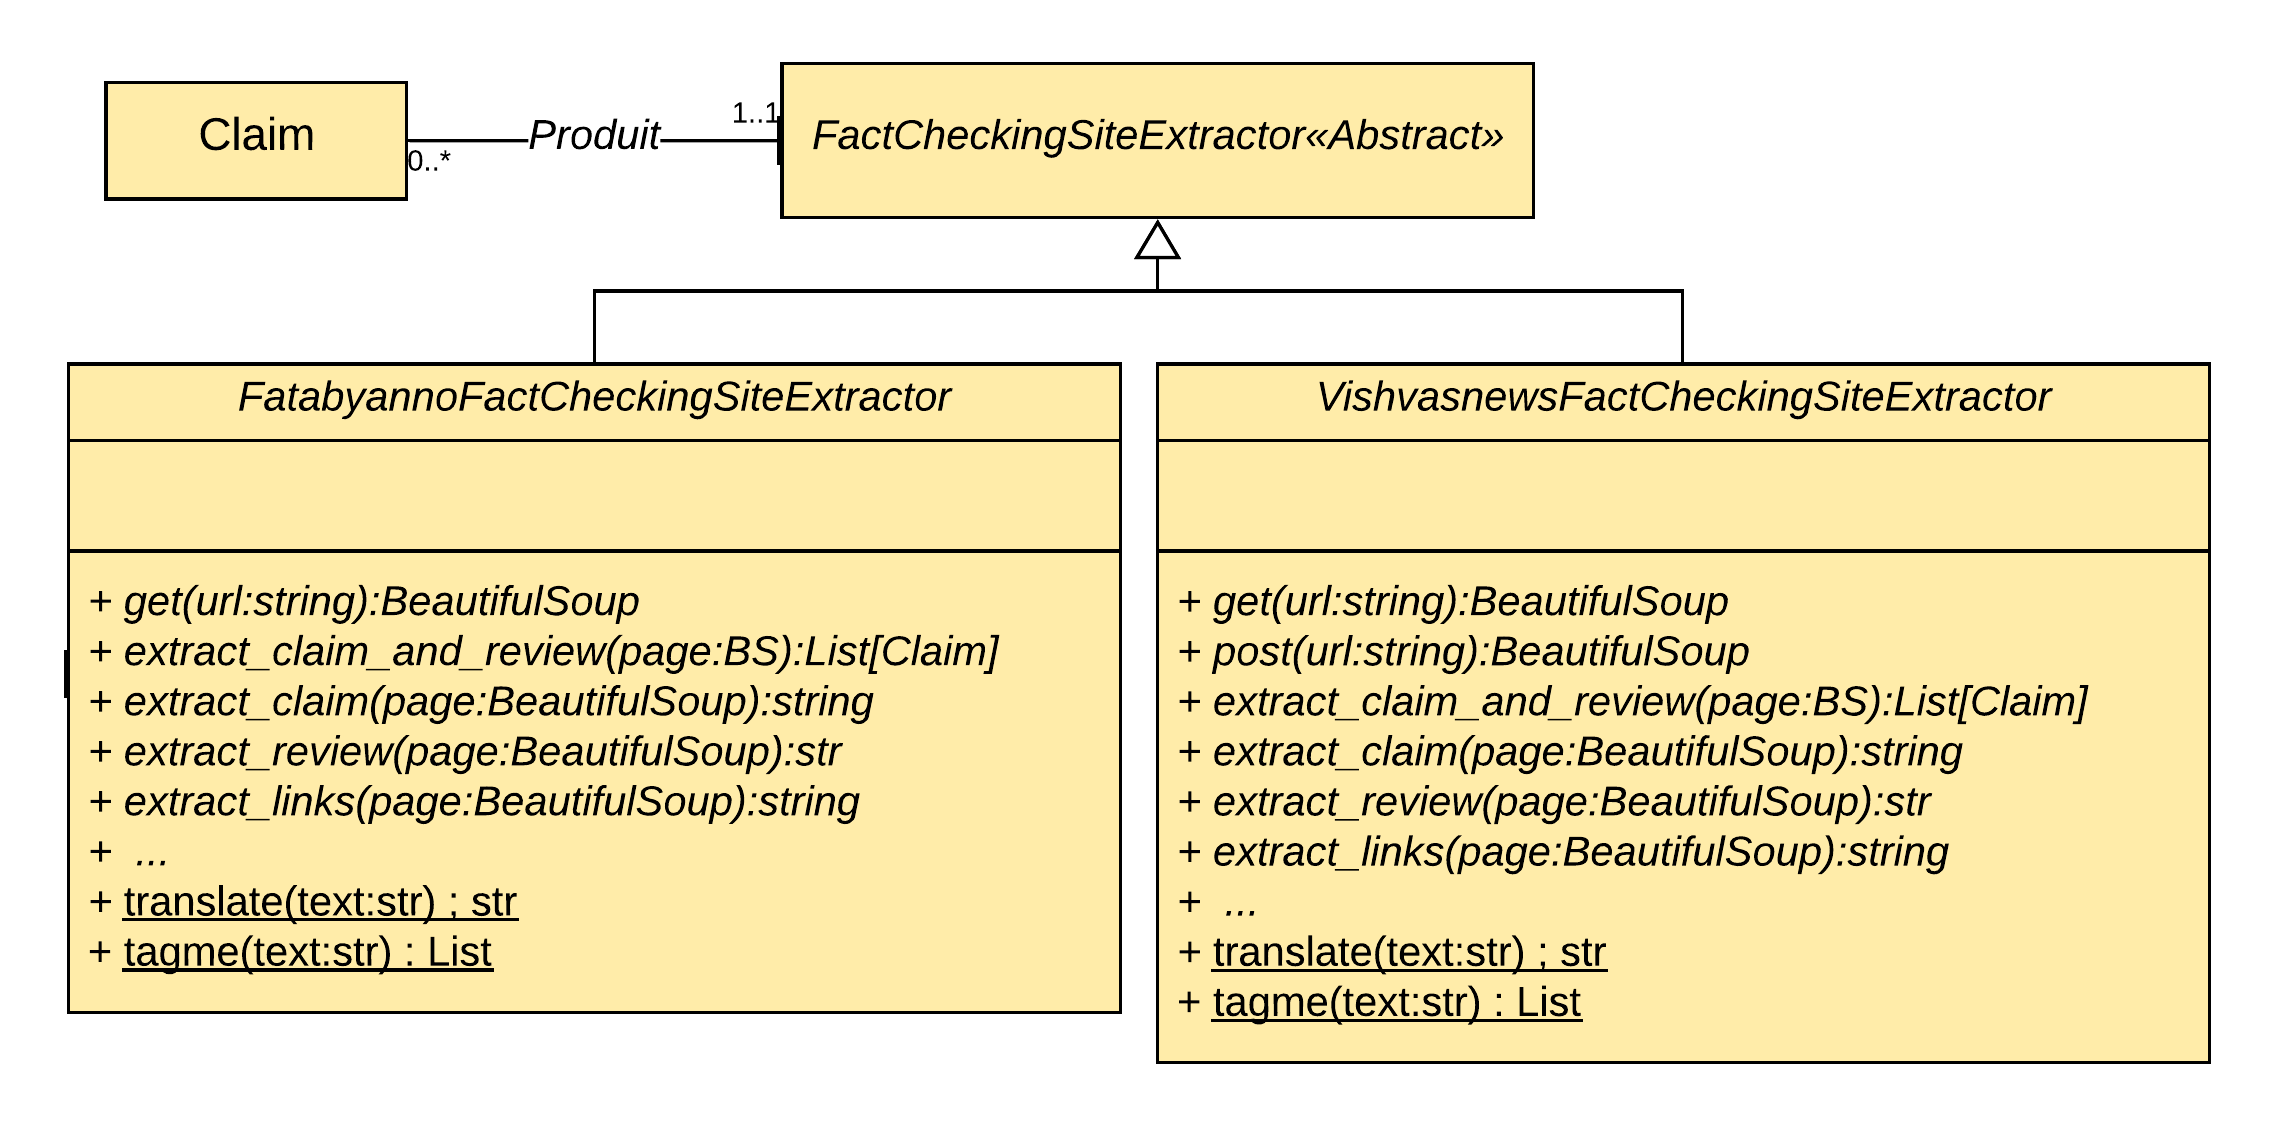 Claim
0..*
Produit
1..1
FactCheckingSiteExtractor«Abstract»
FatabyannoFactCheckingSiteExtractor
+ get(url:string):BeautifulSoup
+ extract_claim_and_review(page:BS):List[Claim]
+ extract_claim(page:BeautifulSoup):string
+ extract_review(page:BeautifulSoup):str
+ extract_links(page:BeautifulSoup):string
+ ...
+ translate(text:str) ; str
+ tagme(text:str) : List
VishvasnewsFactCheckingSiteExtractor
+ get(url:string):BeautifulSoup
+ post(url:string):BeautifulSoup
+ extract_claim_and_review(page:BS):List[Claim]
+ extract_claim(page:BeautifulSoup):string
+ extract_review(page:BeautifulSoup):str
+ extract_links(page:BeautifulSoup):string
+ ...
+ translate(text:str) ; str
+ tagme(text:str) : List